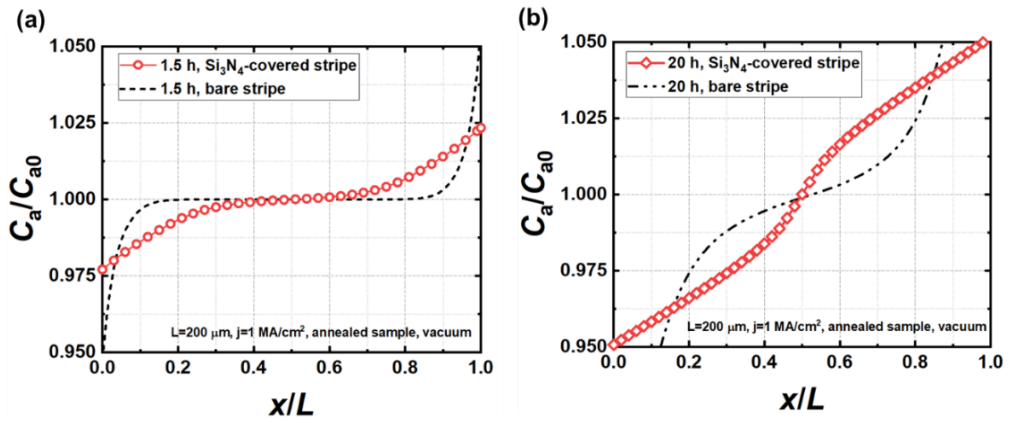 (a)
1.050
1.025
1.000
0.975
0.950
Ca/Ca0
1.5 h, Si3N4-covered stripe
1.5 h, bare stripe
L=200 μm, j=1 MA/cm², annealed sample, vacuum
0.0 0.2 0.4 0.6 0.8 1.0
x/L
(b)
1.050
1.025
1.000
0.975
0.950
Ca/Ca0
20 h, Si3N4-covered stripe
20 h, bare stripe
L=200 μm, j=1 MA/cm², annealed sample, vacuum
0.0 0.2 0.4 0.6 0.8 1.0
x/L